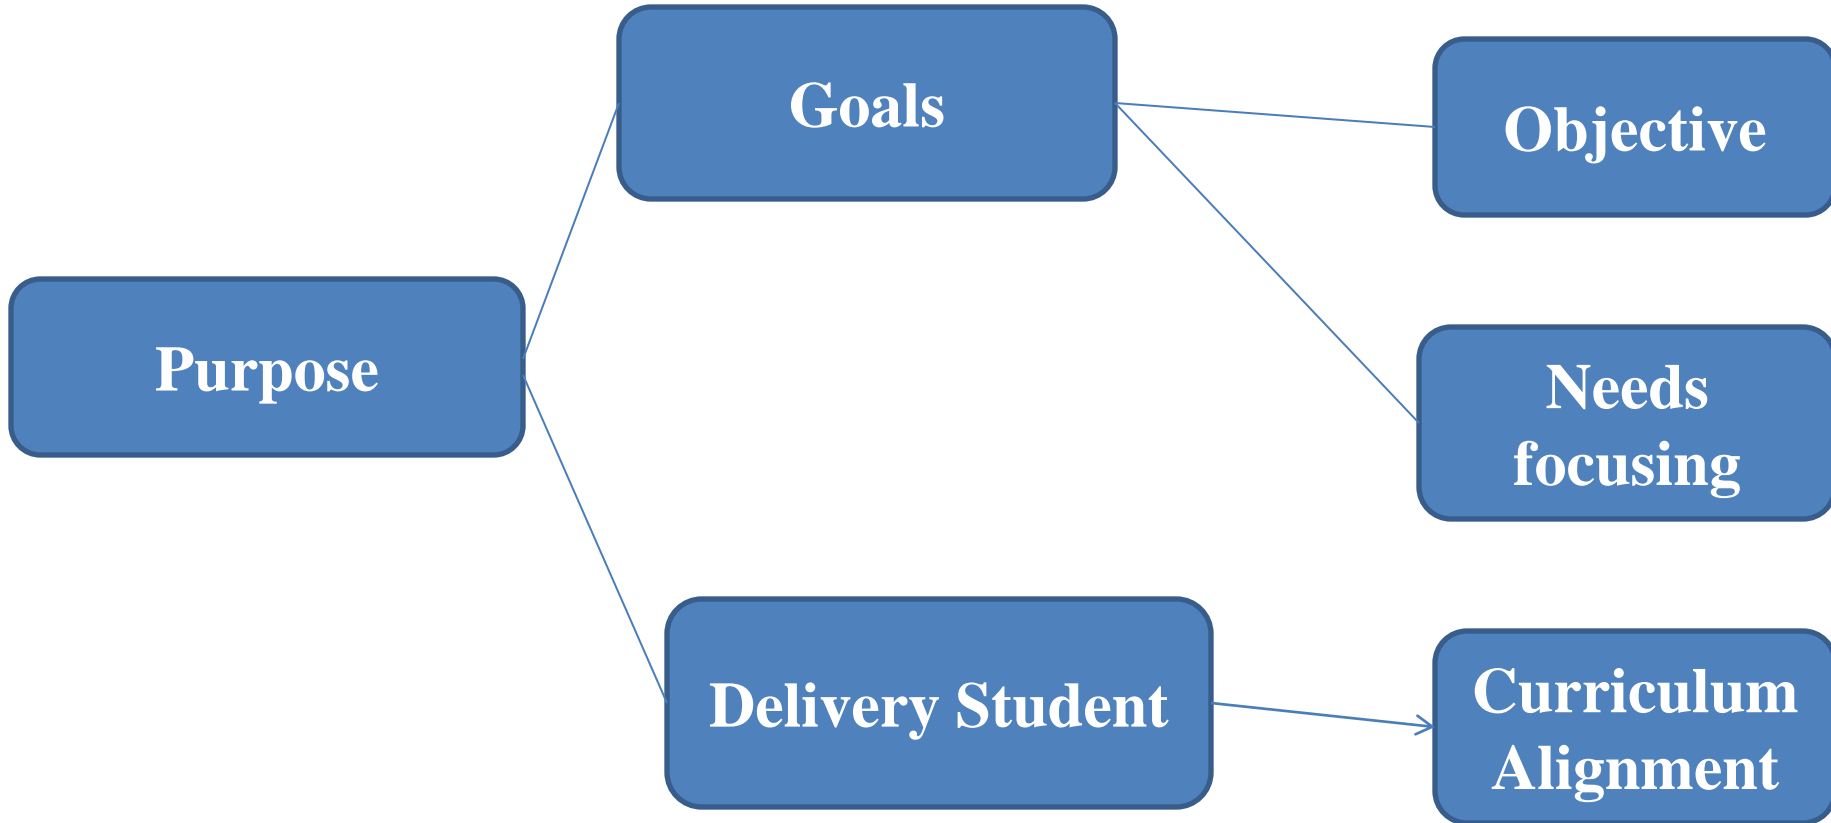 Goals
Objective
Purpose
Needs
focusing
Delivery Student
Curriculum
Alignment